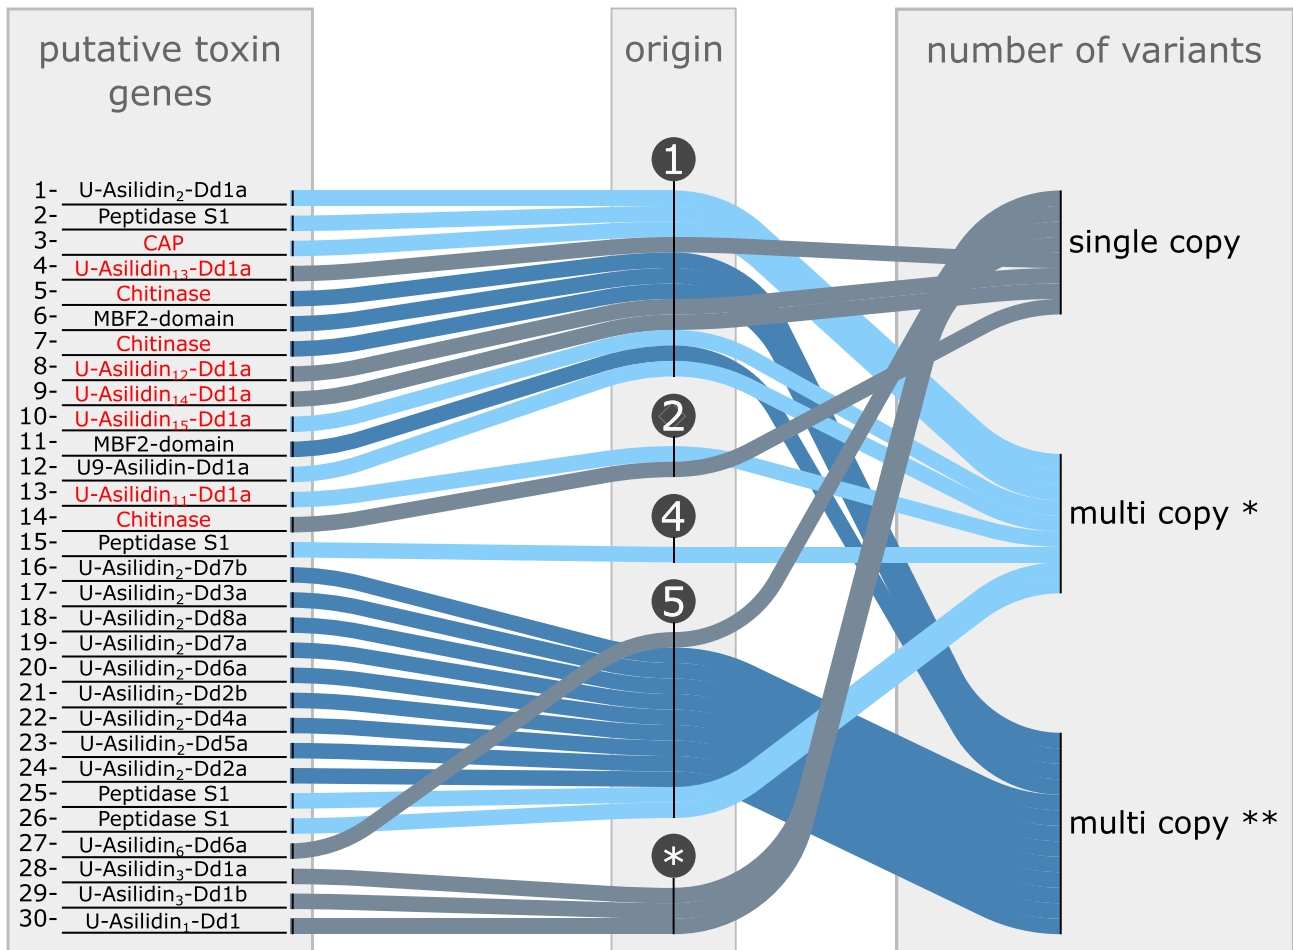 putative toxin
genes
origin
number of variants
1- U-Asilidin₂-Dd1a
2- Peptidase S1
3- CAP
4- U-Asilidin₁₃-Dd1a
5- Chitinase
6- MBF2-domain
7- Chitinase
8- U-Asilidin₁₂-Dd1a
9- U-Asilidin₁₄-Dd1a
10- U-Asilidin₁₅-Dd1a
11- MBF2-domain
12- U9-Asilidin-Dd1a
13- U-Asilidin₁₁-Dd1a
14- Chitinase
15- Peptidase S1
16- U-Asilidin₂-Dd7b
17- U-Asilidin₂-Dd3a
18- U-Asilidin₂-Dd8a
19- U-Asilidin₂-Dd7a
20- U-Asilidin₂-Dd6a
21- U-Asilidin₂-Dd2b
22- U-Asilidin₂-Dd4a
23- U-Asilidin₂-Dd5a
24- U-Asilidin₂-Dd2a
25- Peptidase S1
26- Peptidase S1
27- U-Asilidin₆-Dd6a
28- U-Asilidin₃-Dd1a
29- U-Asilidin₃-Dd1b
30- U-Asilidin₁-Dd1
1
2
4
5
*
single copy
multi copy *
multi copy **